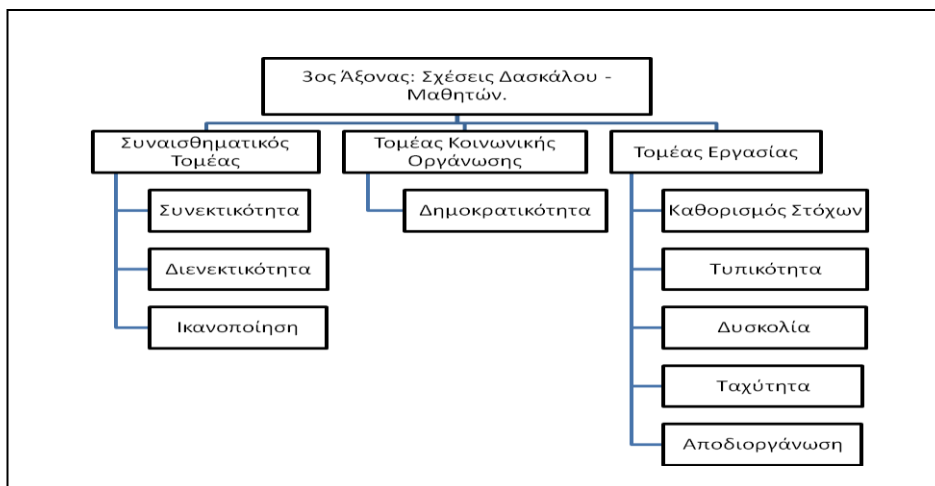 3ος Άξονας: Σχέσεις Δασκάλου -
Μαθητών.
Συναισθηματικός
Τομέας
Συνεκτικότητα
Διενεκτικότητα
Ικανοποίηση
Τομέας Κοινωνικής
Οργάνωσης
Δημοκρατικότητα
Τομέας Εργασίας
Καθορισμός Στόχων
Τυπικότητα
Δυσκολία
Ταχύτητα
Αποδιοργάνωση